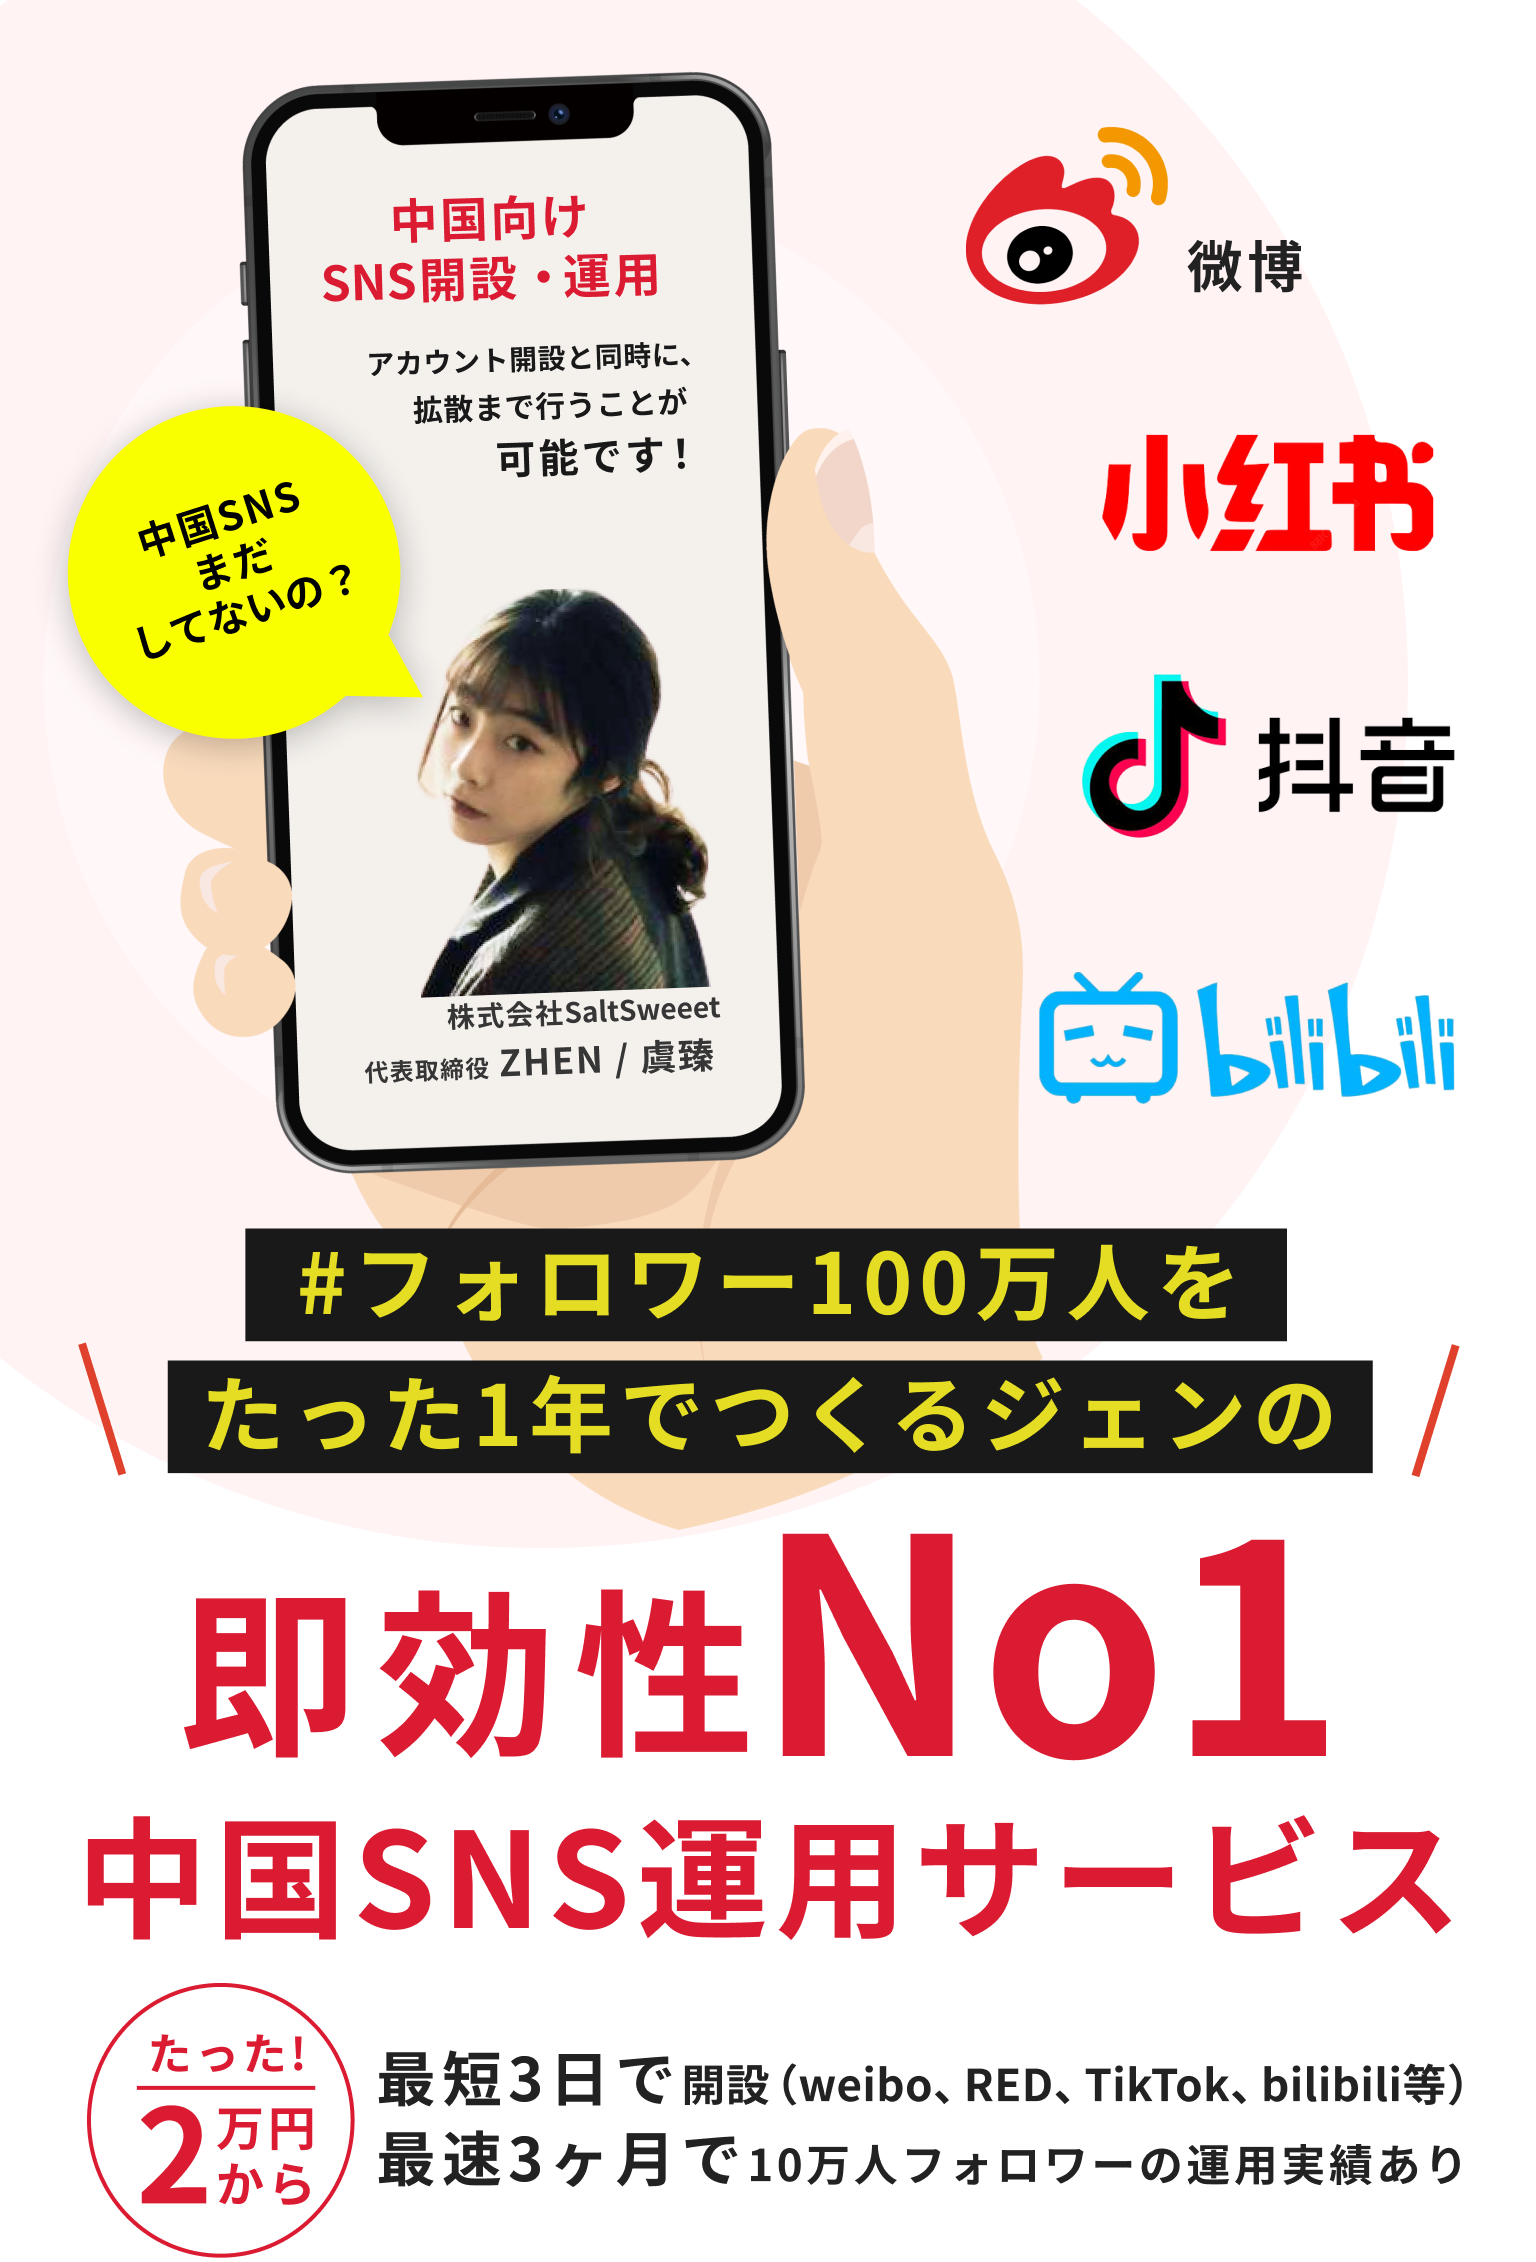 中国向け
SNS開設・運用
アカウント開設と同時に、
拡散まで行うことが
可能です！
中国SNS
まだ
してないの？
株式会社SaltSweeet
代表取締役 ZHEN / 虞臻
微博
小红书
抖音
bilibili
#フォロワー100万人を
たった1年でつくるジェンの
即効性No1
中国SNS運用サービス
たった!
2万円
から
最短3日で開設（weibo、RED、TikTok、bilibili等）
最速3ヶ月で10万人フォロワーの運用実績あり